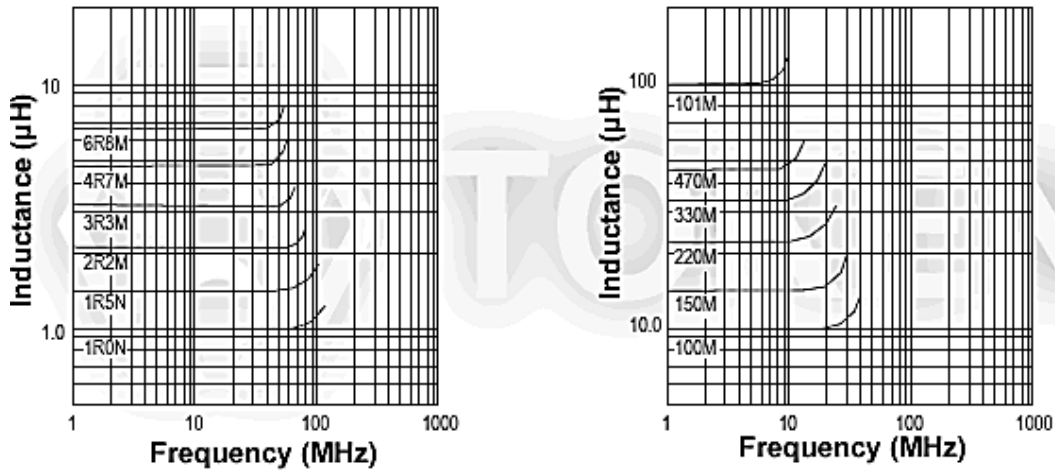 10
6R8M
4R7M
3R3M
2R2M
1R5N
1.0
1R0N
Inductance (µH)
1
10
100
1000
Frequency (MHz)
100
101M
470M
330M
220M
150M
10.0
100M
Inductance (µH)
1
10
100
1000
Frequency (MHz)